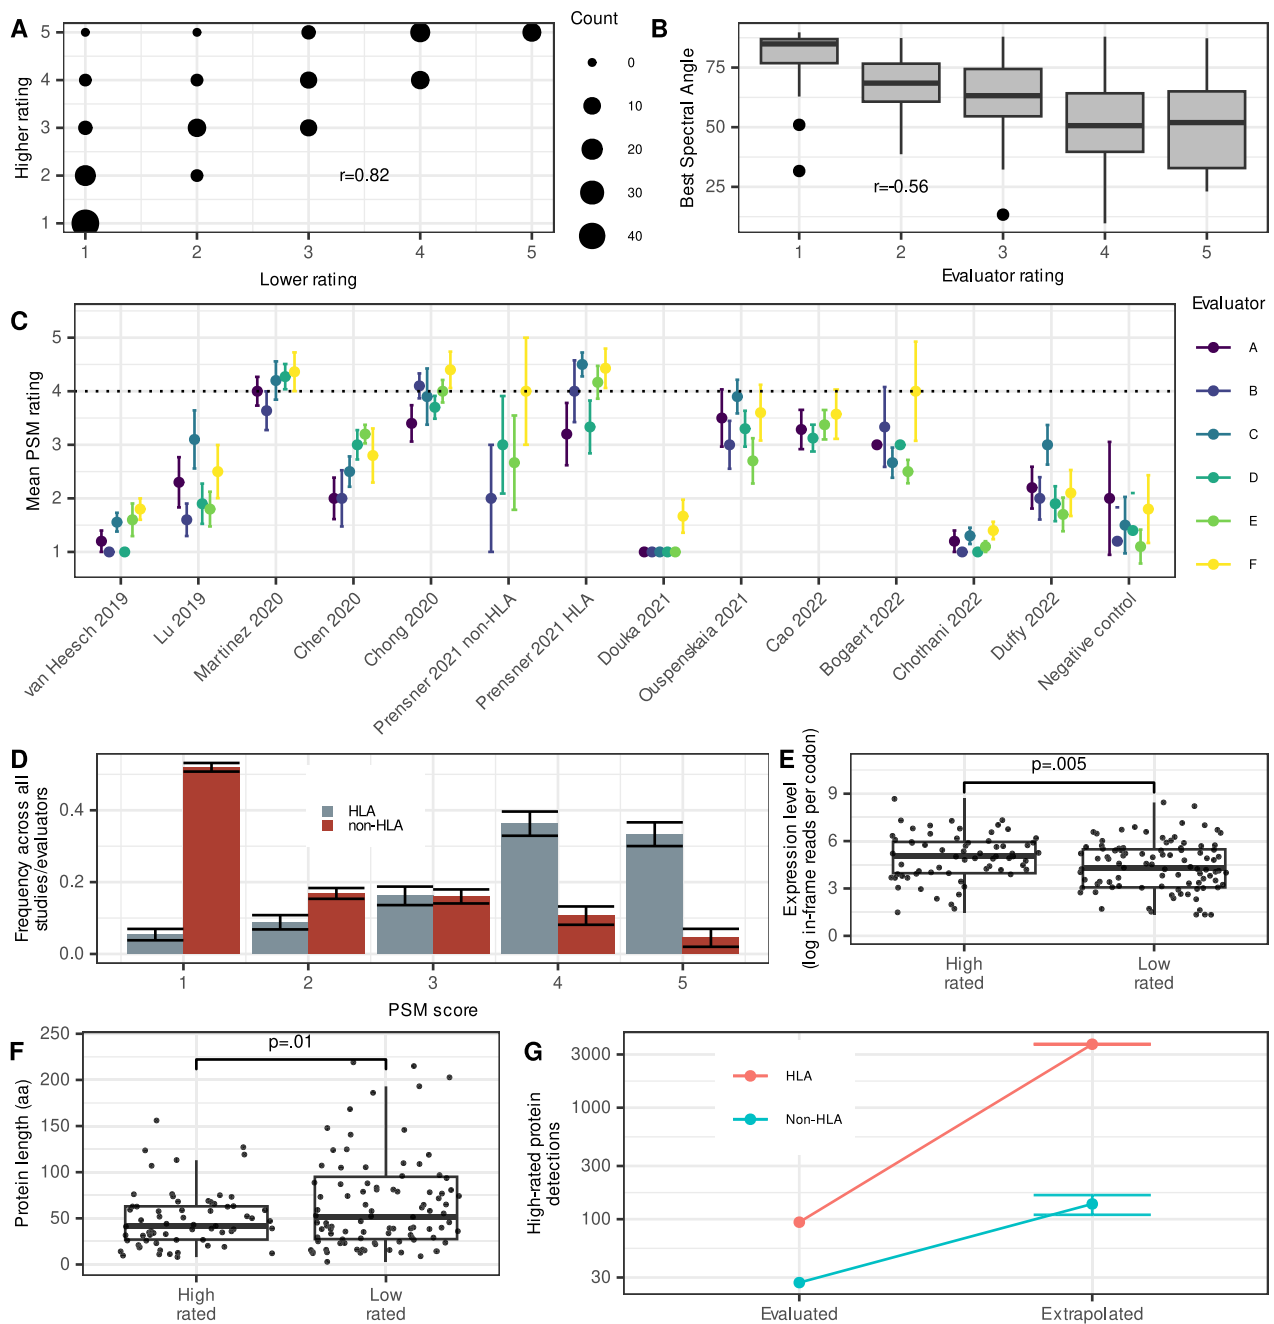 A
Higher rating
5
4
3
2
1
r=0.82
1 2 3 4 5
Lower rating
Count
0
10
20
30
40
B
Best Spectral Angle
75
50
25
r=-0.56
1 2 3 4 5
Evaluator rating
C
Mean PSM rating
5
4
3
2
1
van Heesch 2019
Lu 2019
Martinez 2020
Chen 2020
Chong 2020
Prensner 2021 non-HLA
Prensner 2021 HLA
Douka 2021
Ouspenskaia 2021
Cao 2022
Bogaert 2022
Chothani 2022
Duffy 2022
Negative control
Evaluator
A
B
C
D
E
F
D
Frequency across all
studies/evaluators
0.4
0.2
0.0
HLA
non-HLA
1 2 3 4 5
PSM score
E
Expression level
(log in-frame reads per codon)
9
6
3
0
p=.005
High
rated
Low
rated
F
Protein length (aa)
250
200
150
100
50
0
p=.01
High
rated
Low
rated
G
High-rated protein
detections
3000
1000
300
100
30
HLA
Non-HLA
Evaluated
Extrapolated